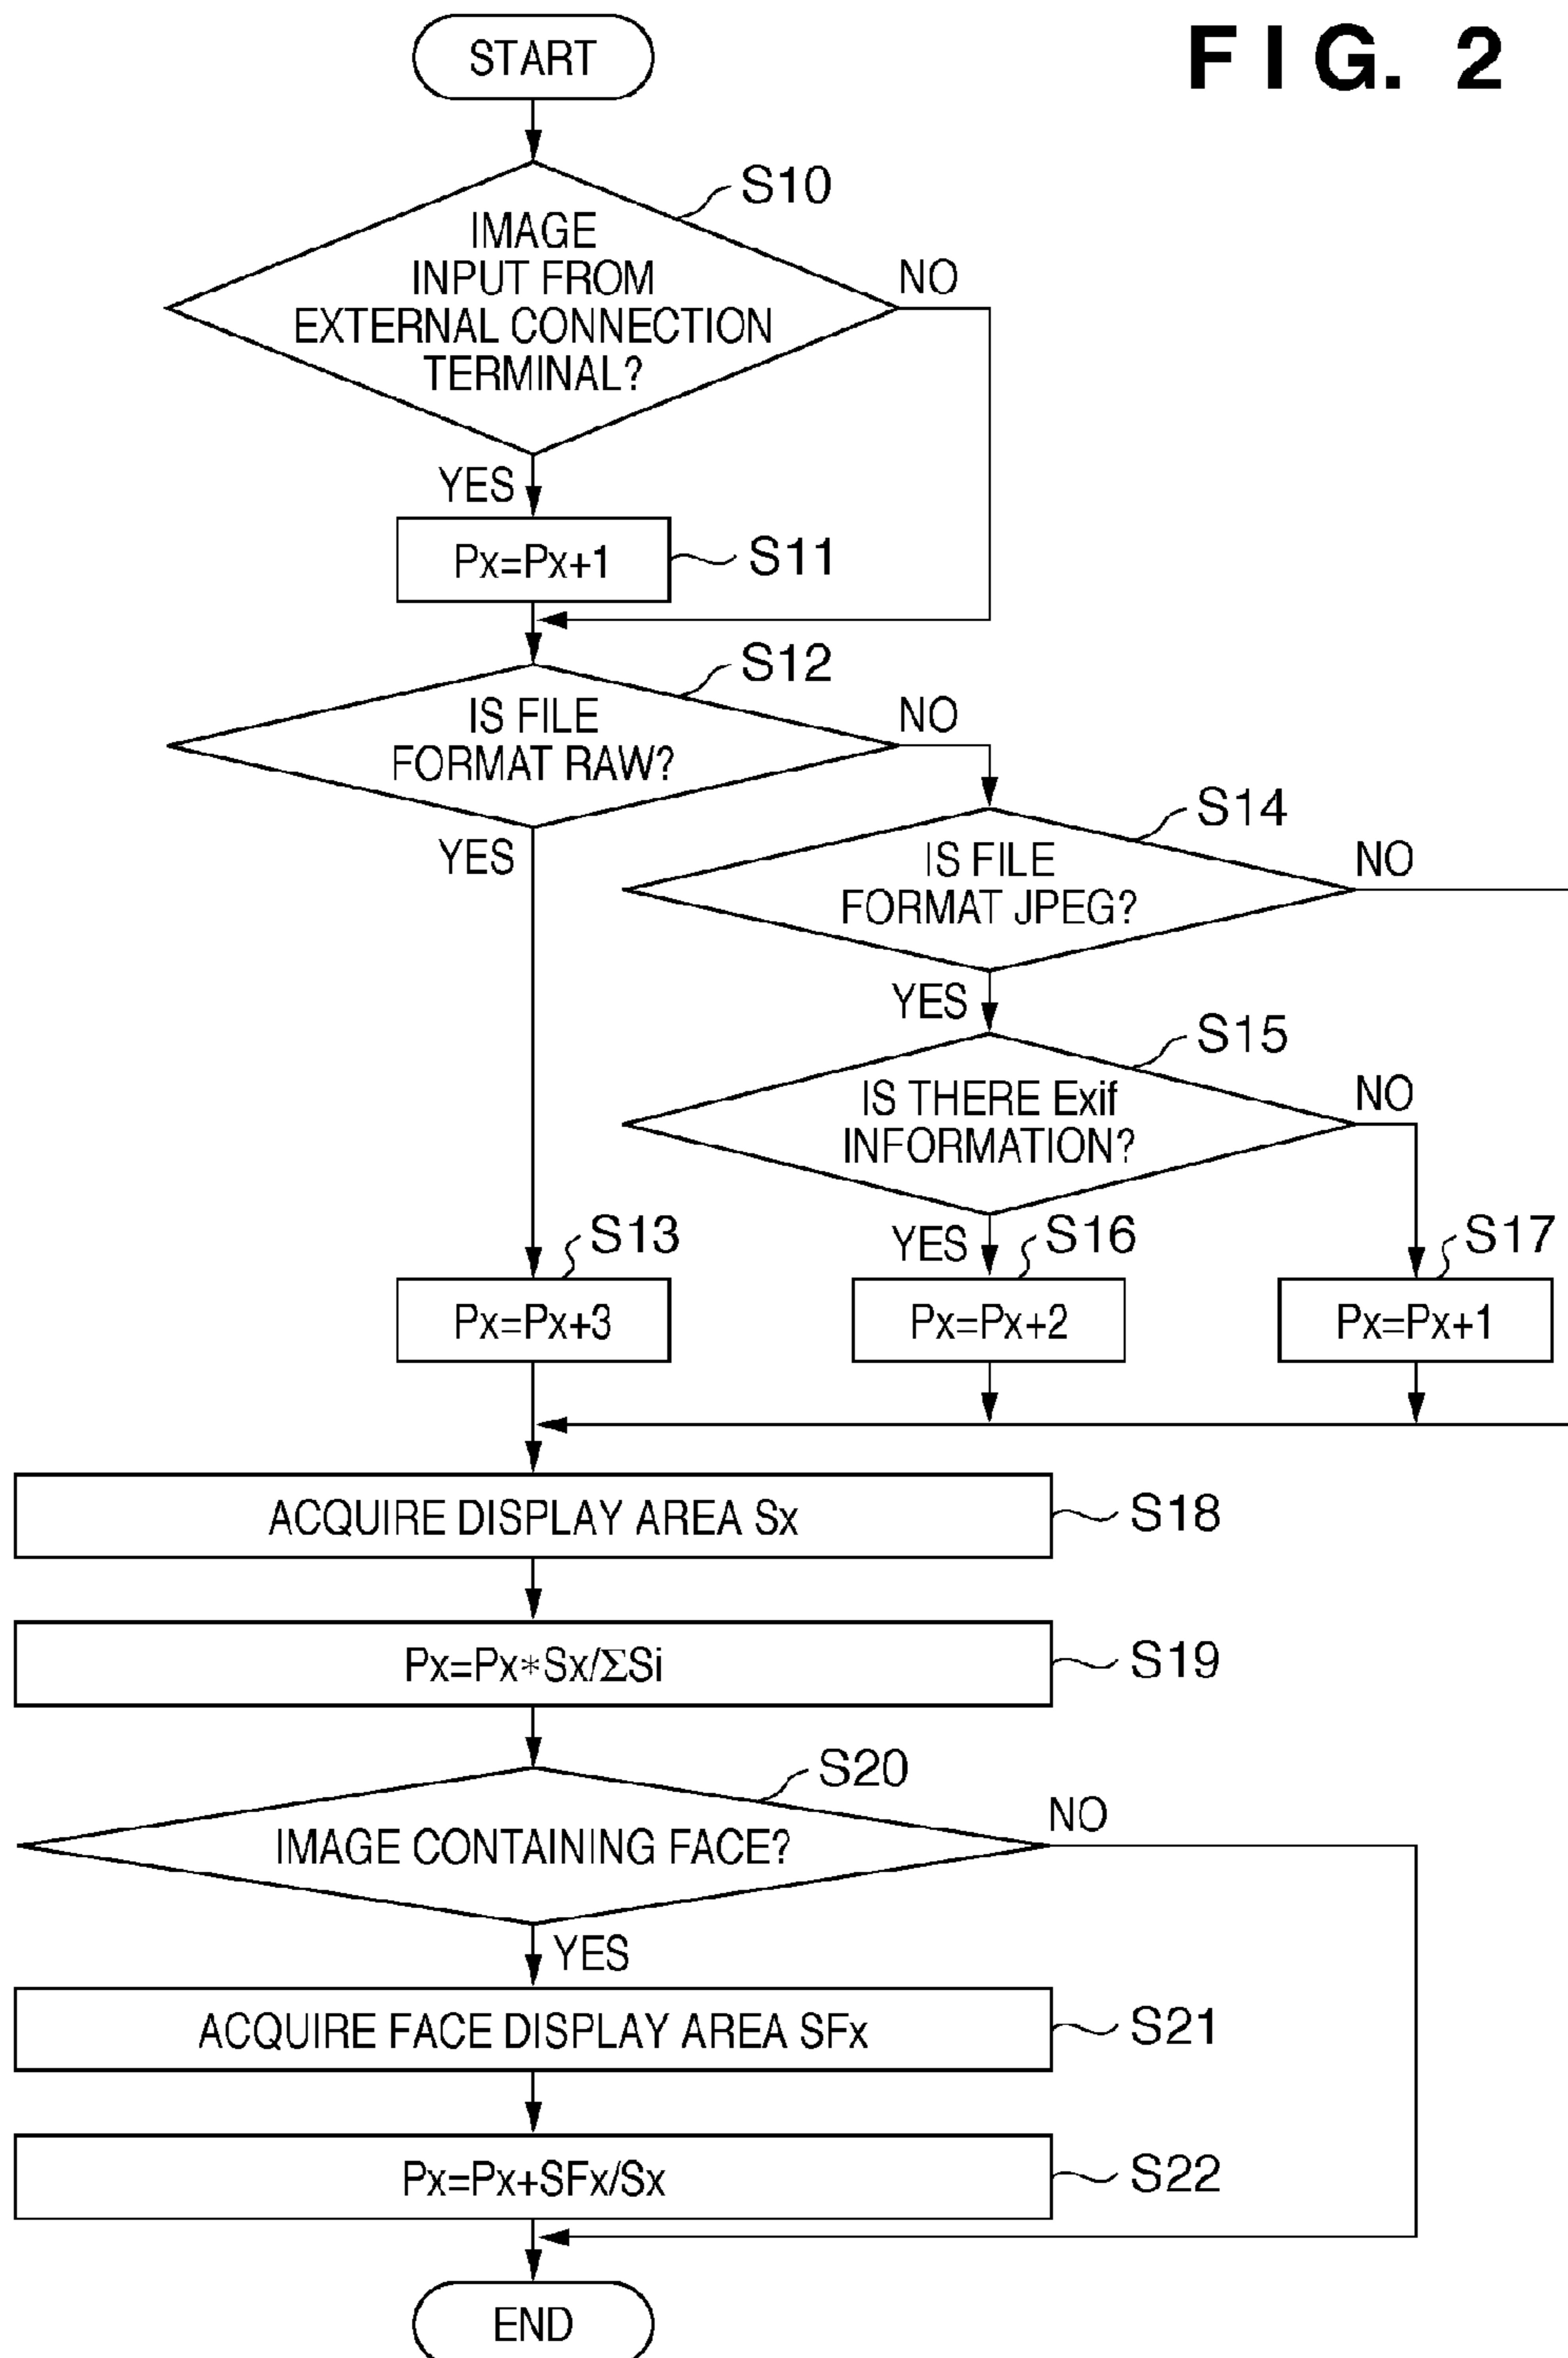 FIG. 2
START
S10
IMAGE
INPUT FROM
EXTERNAL CONNECTION
TERMINAL?
NO
YES
Px=Px+1
S11
S12
IS FILE
FORMAT RAW?
NO
YES
S14
IS FILE
FORMAT JPEG?
NO
YES
S15
IS THERE Exif
INFORMATION?
NO
YES
S13
Px=Px+3
S16
Px=Px+2
S17
Px=Px+1
ACQUIRE DISPLAY AREA Sx
S18
Px=Px*Sx/ΣSi
S19
S20
IMAGE CONTAINING FACE?
NO
YES
ACQUIRE FACE DISPLAY AREA SFx
S21
Px=Px+SFx/Sx
S22
END